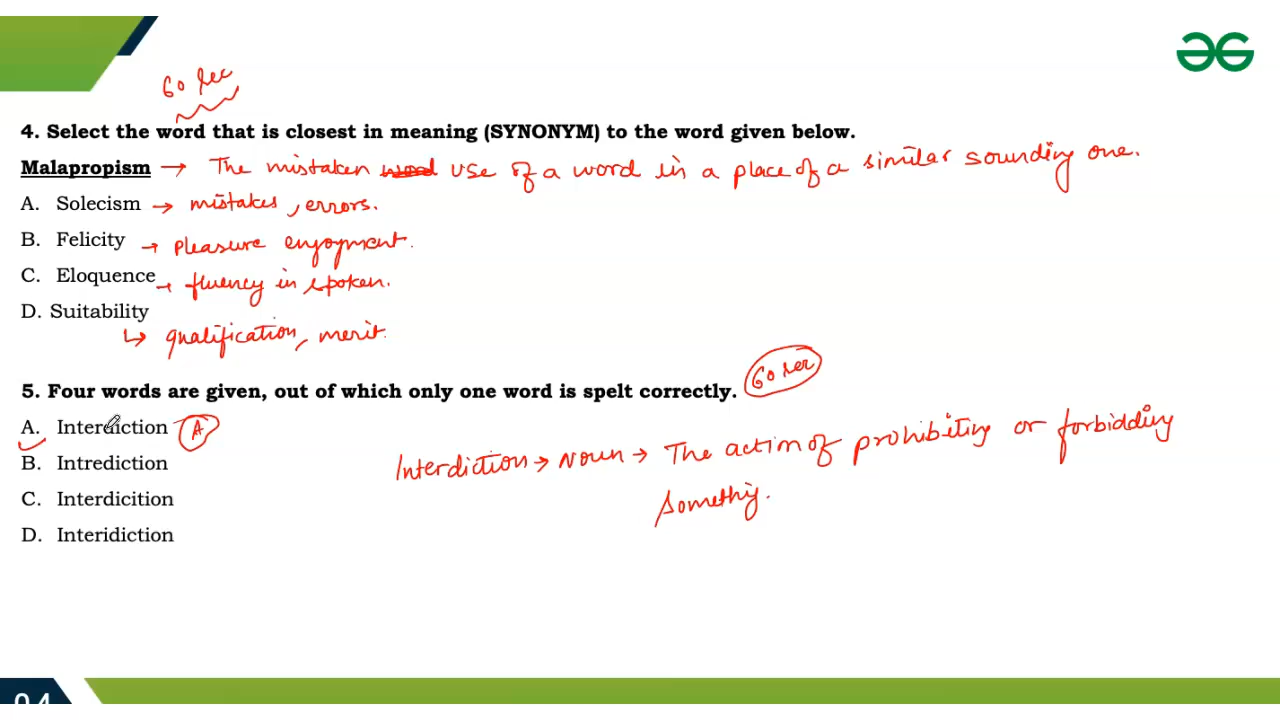 60 sec
4. Select the word that is closest in meaning (SYNONYM) to the word given below.
Malapropism → The mistaken use of a word in a place of a similar sounding one.
A. Solecism → mistakes, errors.
B. Felicity → pleasure enjoyment.
C. Eloquence → fluency in spoken.
D. Suitability
↳ qualification, merit.
5. Four words are given, out of which only one word is spelt correctly. 60 sec
A. Interdiction A
B. Intrediction
C. Interdicition
D. Interidiction
Interdiction → Noun → The action of prohibiting or forbidding
something.